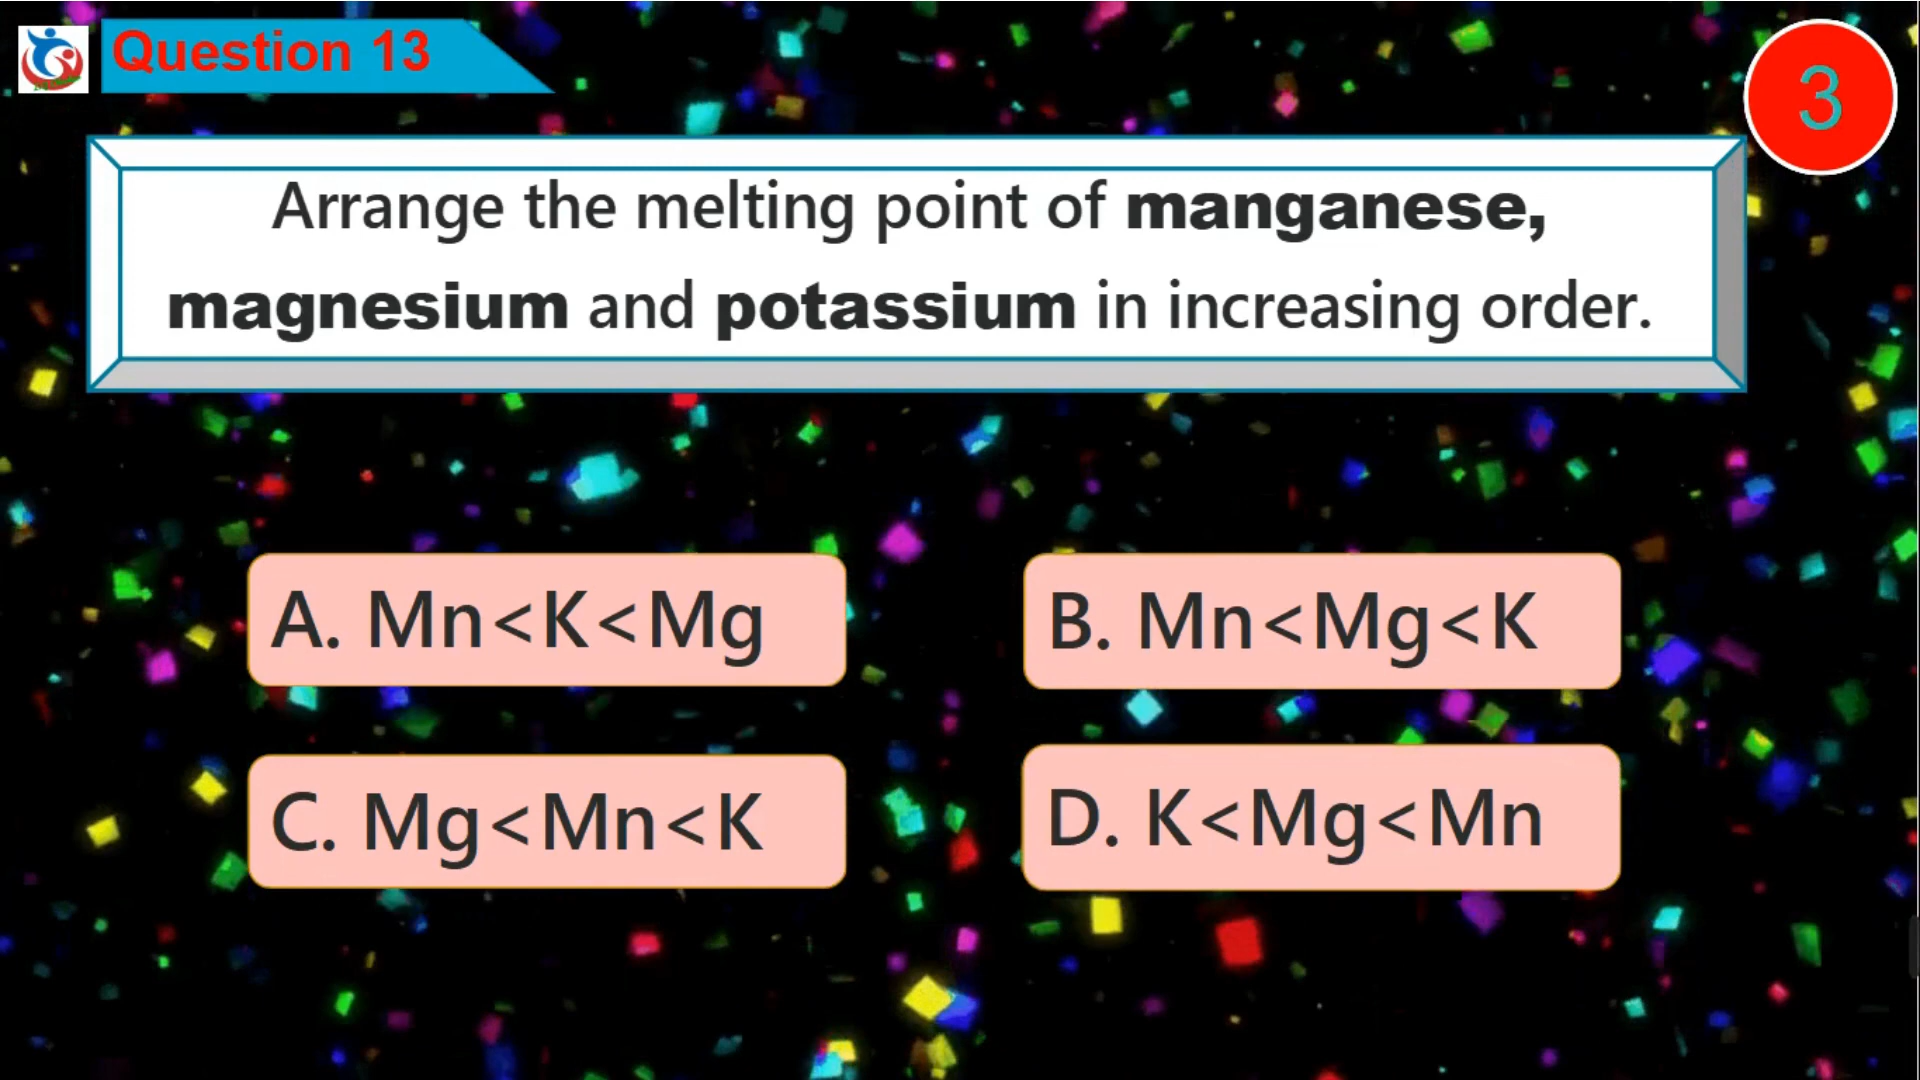 Question 13
3
Arrange the melting point of manganese,
magnesium and potassium in increasing order.
A. Mn<K<Mg
B. Mn<Mg<K
C. Mg<Mn<K
D. K<Mg<Mn